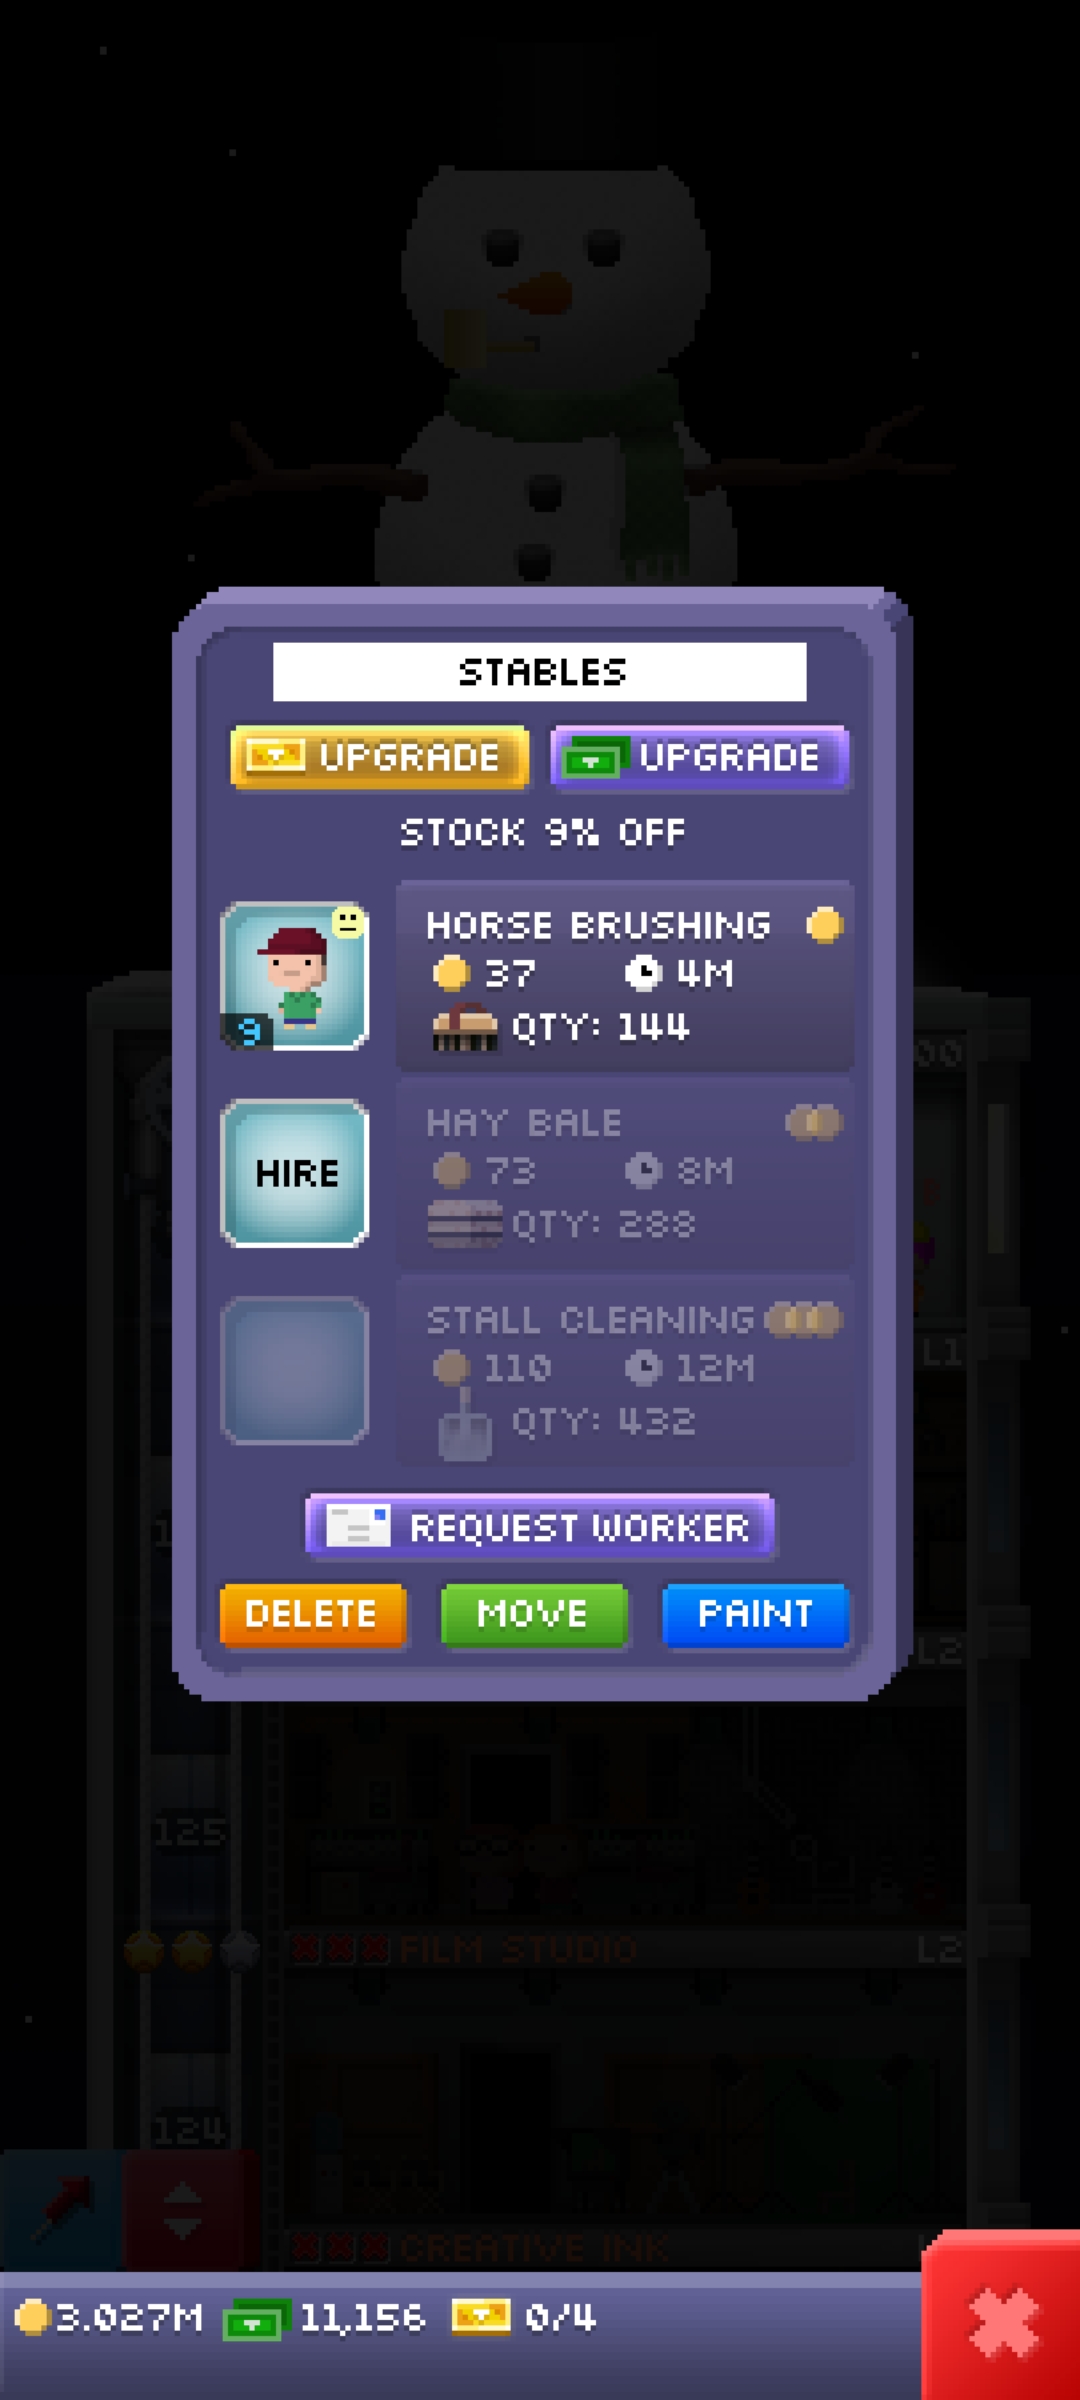 STABLES
UPGRADE
UPGRADE
STOCK 9% OFF
HORSE BRUSHING
37 4M
QTY: 144
9
HAY BALE
73 8M
QTY: 288
HIRE
STALL CLEANING
110 12M
QTY: 432
REQUEST WORKER
DELETE MOVE PAINT
L1
L2
125
FILM STUDIO L2
124
CREATIVE INK
3.027M 11,156 0/4